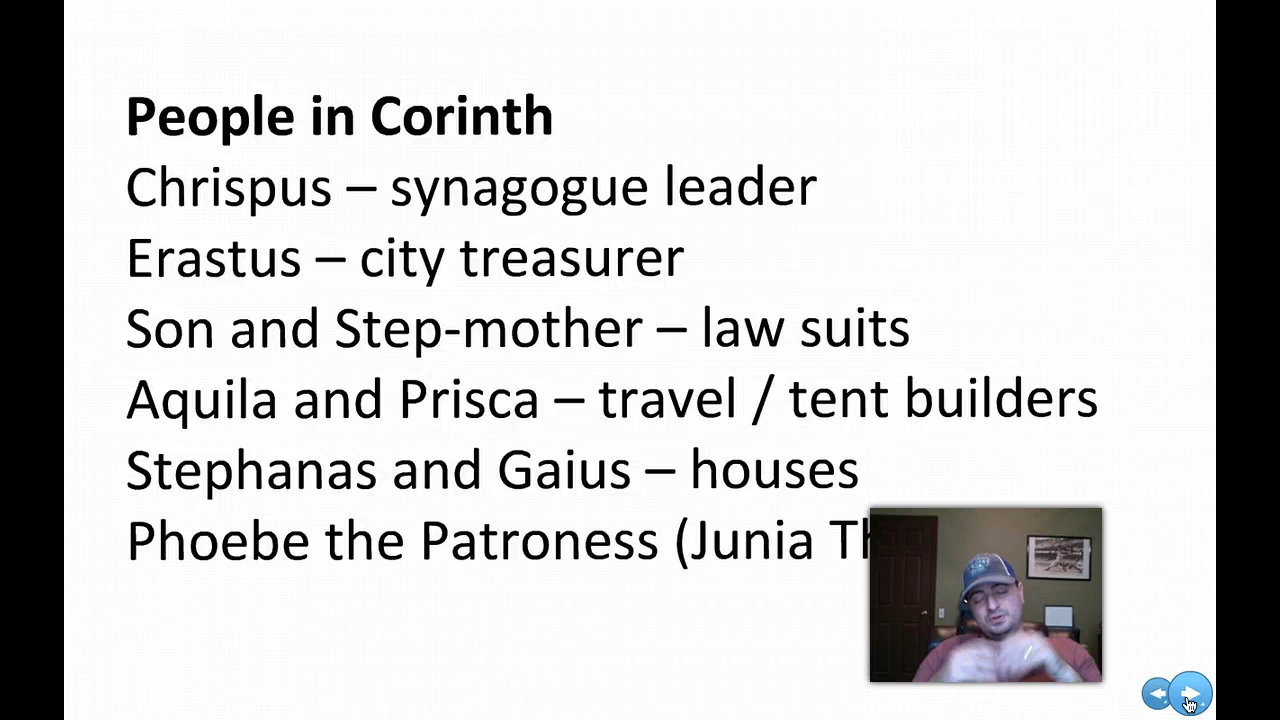 People in Corinth
Chrispus – synagogue leader
Erastus – city treasurer
Son and Step-mother – law suits
Aquila and Prisca – travel / tent builders
Stephanas and Gaius – houses
Phoebe the Patroness (Junia